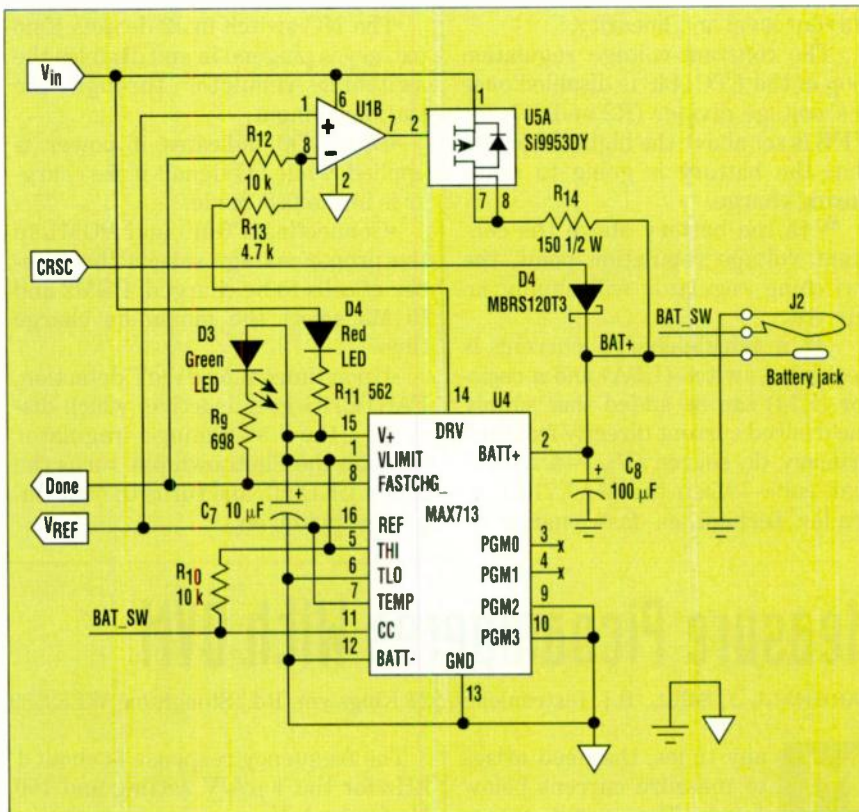 V_in
1
6
U1B
+
7
2
1
U5A
Si9953DY
R12
10 k
8
−
2
7
8
R14
150 1/2 W
R13
4.7 k
CRSC
D4
MBRS120T3
D3
Green
LED
D4
Red
LED
BAT_SW
J2
BAT+
Battery jack
R9
698
R11
562
14
U4
15
V+
DRV
1
VLIMIT
BATT+
2
Done
8
FASTCHG_
C7
10 µF
+
MAX713
+
C8
100 µF
V_REF
16
REF
5
THI
PGM0
3
x
R10
10 k
6
TLO
PGM1
4
x
7
TEMP
PGM2
9
BAT_SW
11
CC
PGM3
10
12
BATT-
GND
13